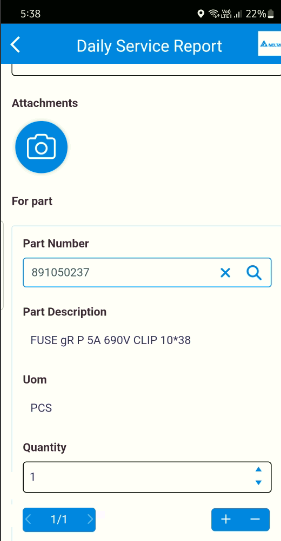 5:38
22%
Daily Service Report
Attachments
For part
Part Number
891050237
Part Description
FUSE gR P 5A 690V CLIP 10*38
Uom
PCS
Quantity
1
1/1